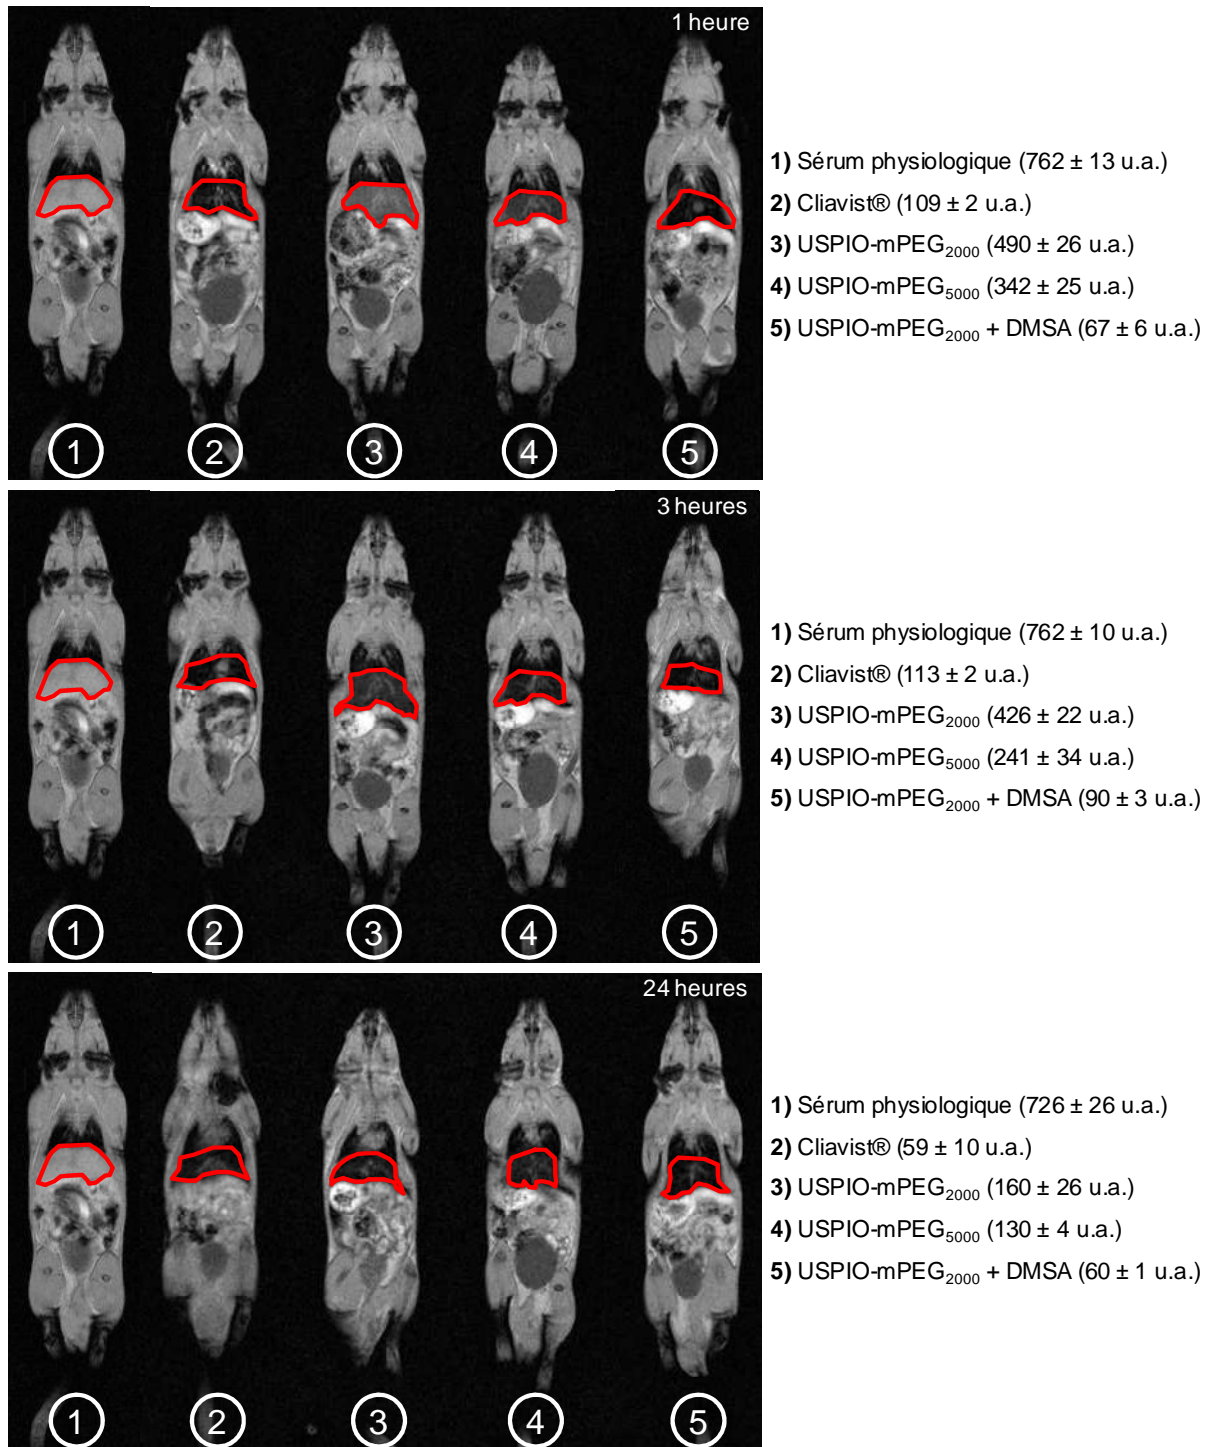 1 heure
1) Sérum physiologique (762 ± 13 u.a.)
2) Cliavist® (109 ± 2 u.a.)
3) USPIO-mPEG₂₀₀₀ (490 ± 26 u.a.)
4) USPIO-mPEG₅₀₀₀ (342 ± 25 u.a.)
5) USPIO-mPEG₂₀₀₀ + DMSA (67 ± 6 u.a.)
1 2 3 4 5
3 heures
1) Sérum physiologique (762 ± 10 u.a.)
2) Cliavist® (113 ± 2 u.a.)
3) USPIO-mPEG₂₀₀₀ (426 ± 22 u.a.)
4) USPIO-mPEG₅₀₀₀ (241 ± 34 u.a.)
5) USPIO-mPEG₂₀₀₀ + DMSA (90 ± 3 u.a.)
1 2 3 4 5
24 heures
1) Sérum physiologique (726 ± 26 u.a.)
2) Cliavist® (59 ± 10 u.a.)
3) USPIO-mPEG₂₀₀₀ (160 ± 26 u.a.)
4) USPIO-mPEG₅₀₀₀ (130 ± 4 u.a.)
5) USPIO-mPEG₂₀₀₀ + DMSA (60 ± 1 u.a.)
1 2 3 4 5